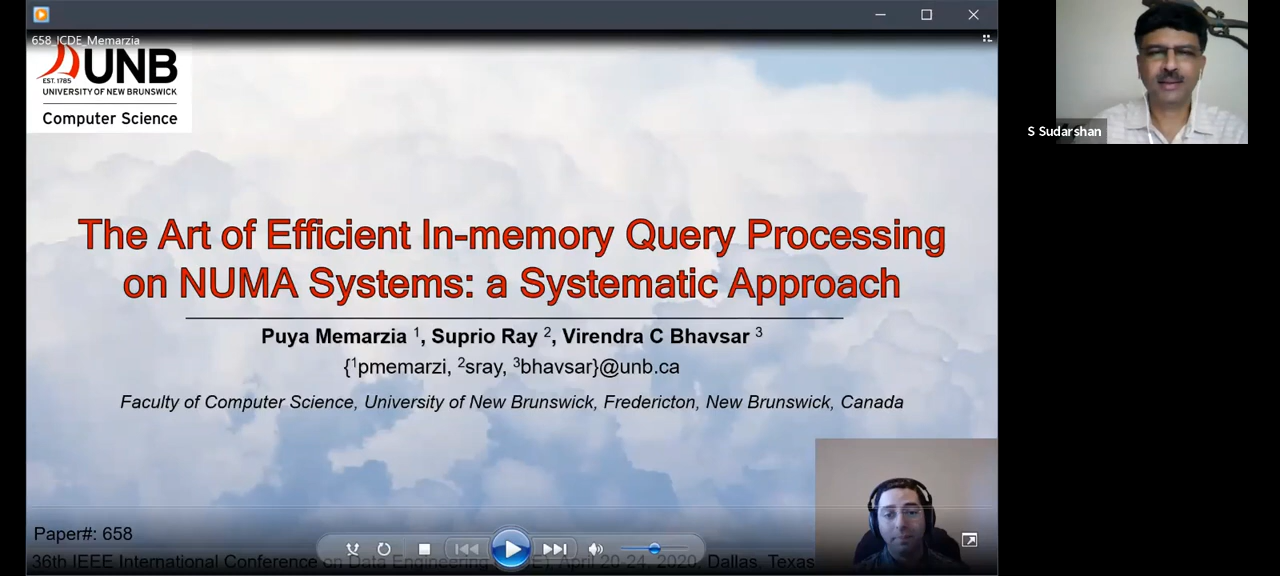 658_ICDE_Memarzia
UNB
EST. 1785
UNIVERSITY OF NEW BRUNSWICK
Computer Science
S Sudarshan
The Art of Efficient In-memory Query Processing
on NUMA Systems: a Systematic Approach
Puya Memarzia 1, Suprio Ray 2, Virendra C Bhavsar 3
{1pmemarzi, 2sray, 3bhavsar}@unb.ca
Faculty of Computer Science, University of New Brunswick, Fredericton, New Brunswick, Canada
Paper#: 658
36th IEEE International Conference on Data Engineering April 20-24, 2020, Dallas, Texas